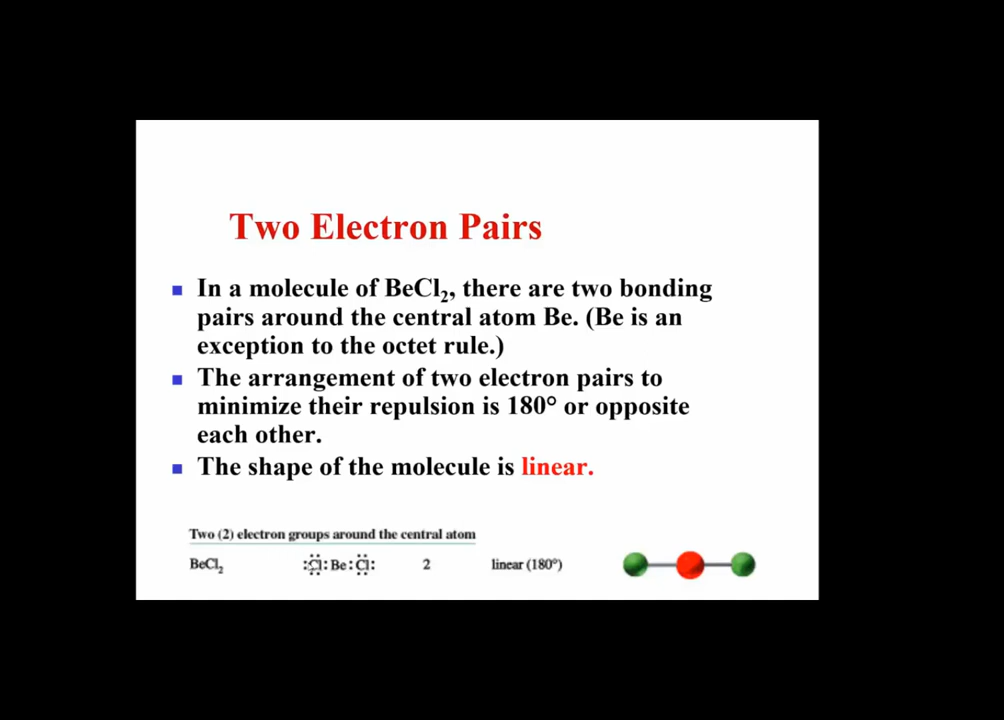 Two Electron Pairs
In a molecule of BeCl₂, there are two bonding
pairs around the central atom Be. (Be is an
exception to the octet rule.)
The arrangement of two electron pairs to
minimize their repulsion is 180° or opposite
each other.
The shape of the molecule is linear.
Two (2) electron groups around the central atom
BeCl₂ :Cl:Be:Cl: 2 linear (180°)